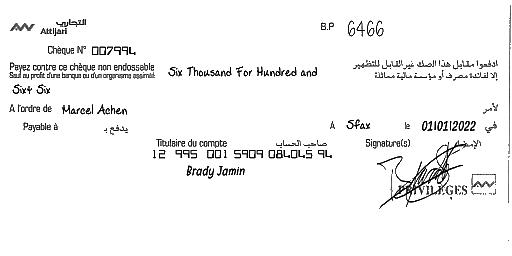 التجاري
Attijari
B.P 6466
Chèque N° 007994
Payez contre ce chèque non endossable
Seul au profit d'une banque ou d'un organisme assimilé
Six Thousand For Hundred and
ادفعوا مقابل هذا الصك غير القابل للتظهير
إلا لفائدة مصرف أو مؤسسة مالية مماثلة
Sixt Six
A l'ordre de Marcel Achen لأمر
Payable à يدفع بـ A Sfax le 01/01/2022 في
Titulaire du compte صاحب الحساب Signature(s) الإمضاء
12 995 001 5909 084045 94
Brady Jamin
PRIVILEGES